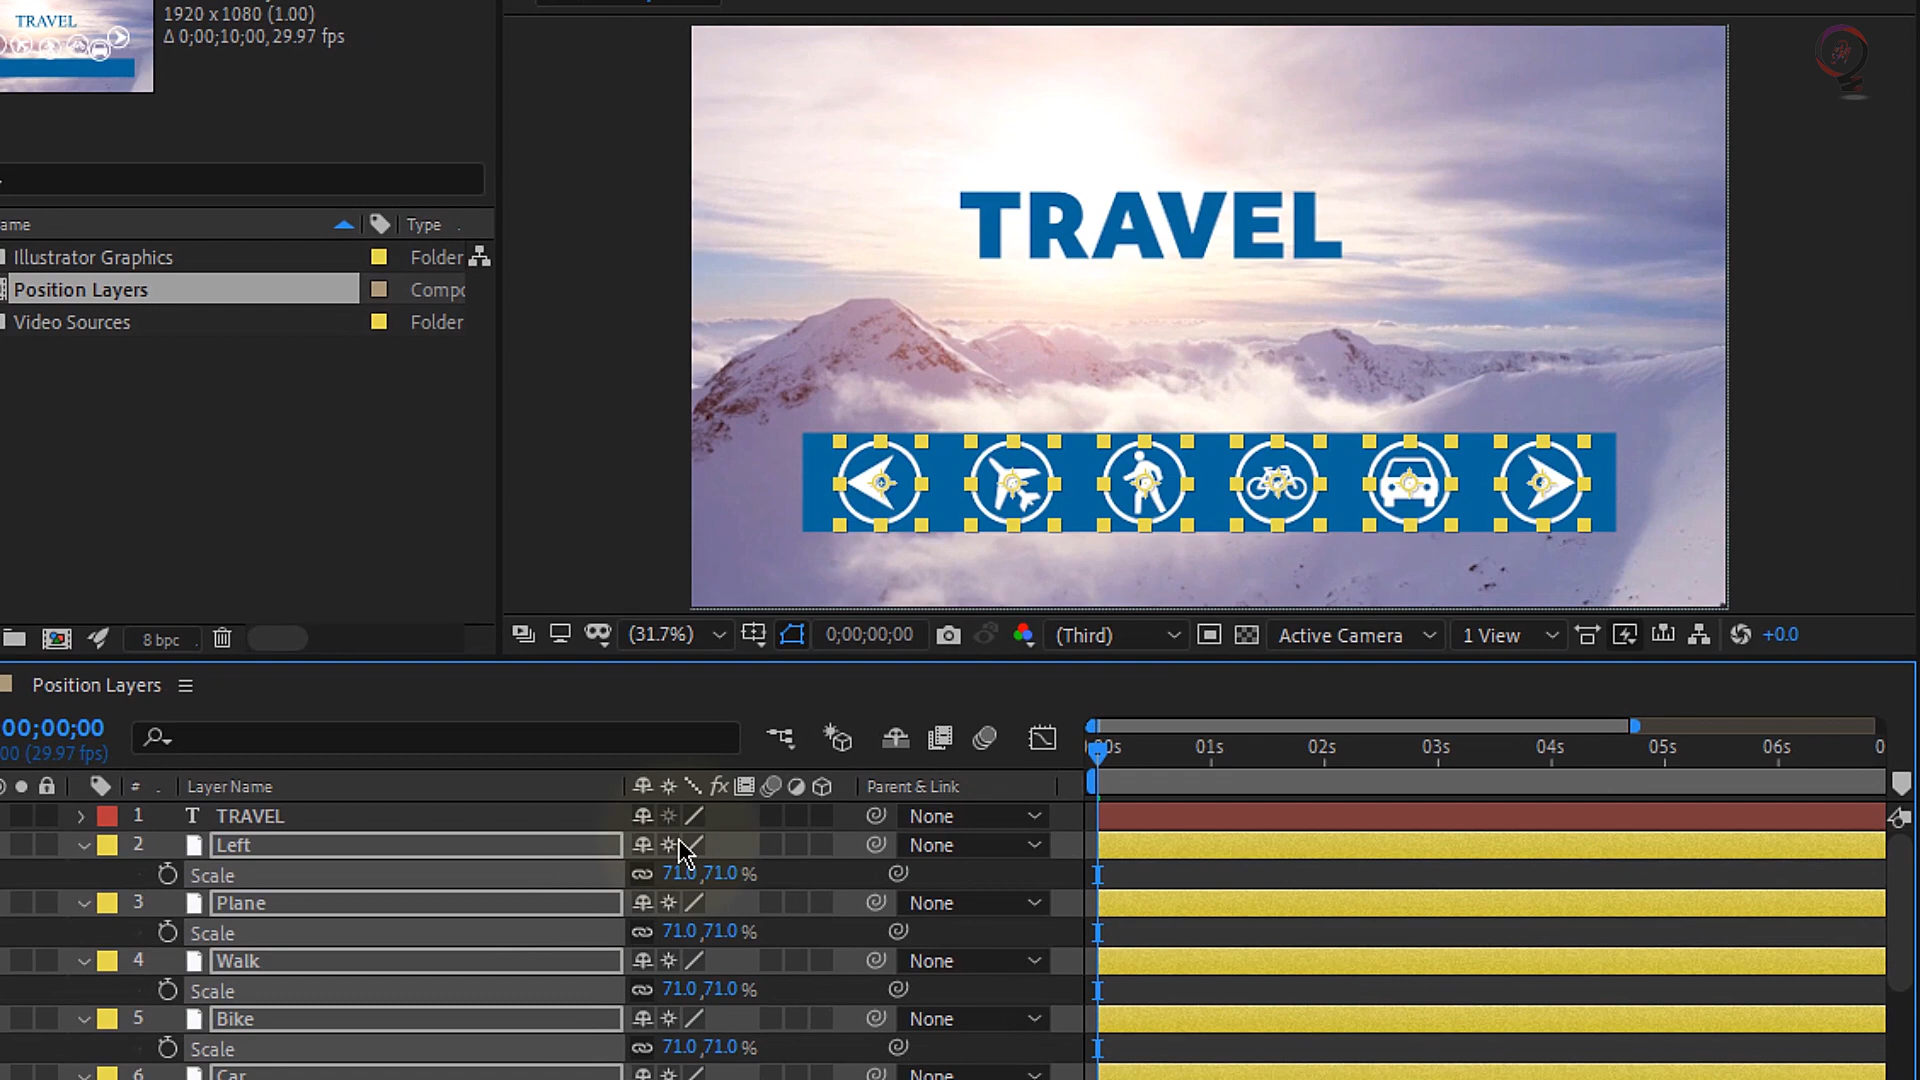 TRAVEL
1920 x 1080 (1.00)
Δ 0;00;10;00, 29.97 fps
TRAVEL
ame Type
Illustrator Graphics Folder
Position Layers Compo
Video Sources Folder
8 bpc
(31.7%) 0;00;00;00 (Third) Active Camera 1 View +0.0
Position Layers
00;00;00
00 (29.97 fps)
00s 01s 02s 03s 04s 05s 06s 0
# . Layer Name fx Parent & Link
1 T TRAVEL None
2 Left None
Scale 71.0,71.0 %
3 Plane None
Scale 71.0,71.0 %
4 Walk None
Scale 71.0,71.0 %
5 Bike None
Scale 71.0,71.0 %
6 Car None